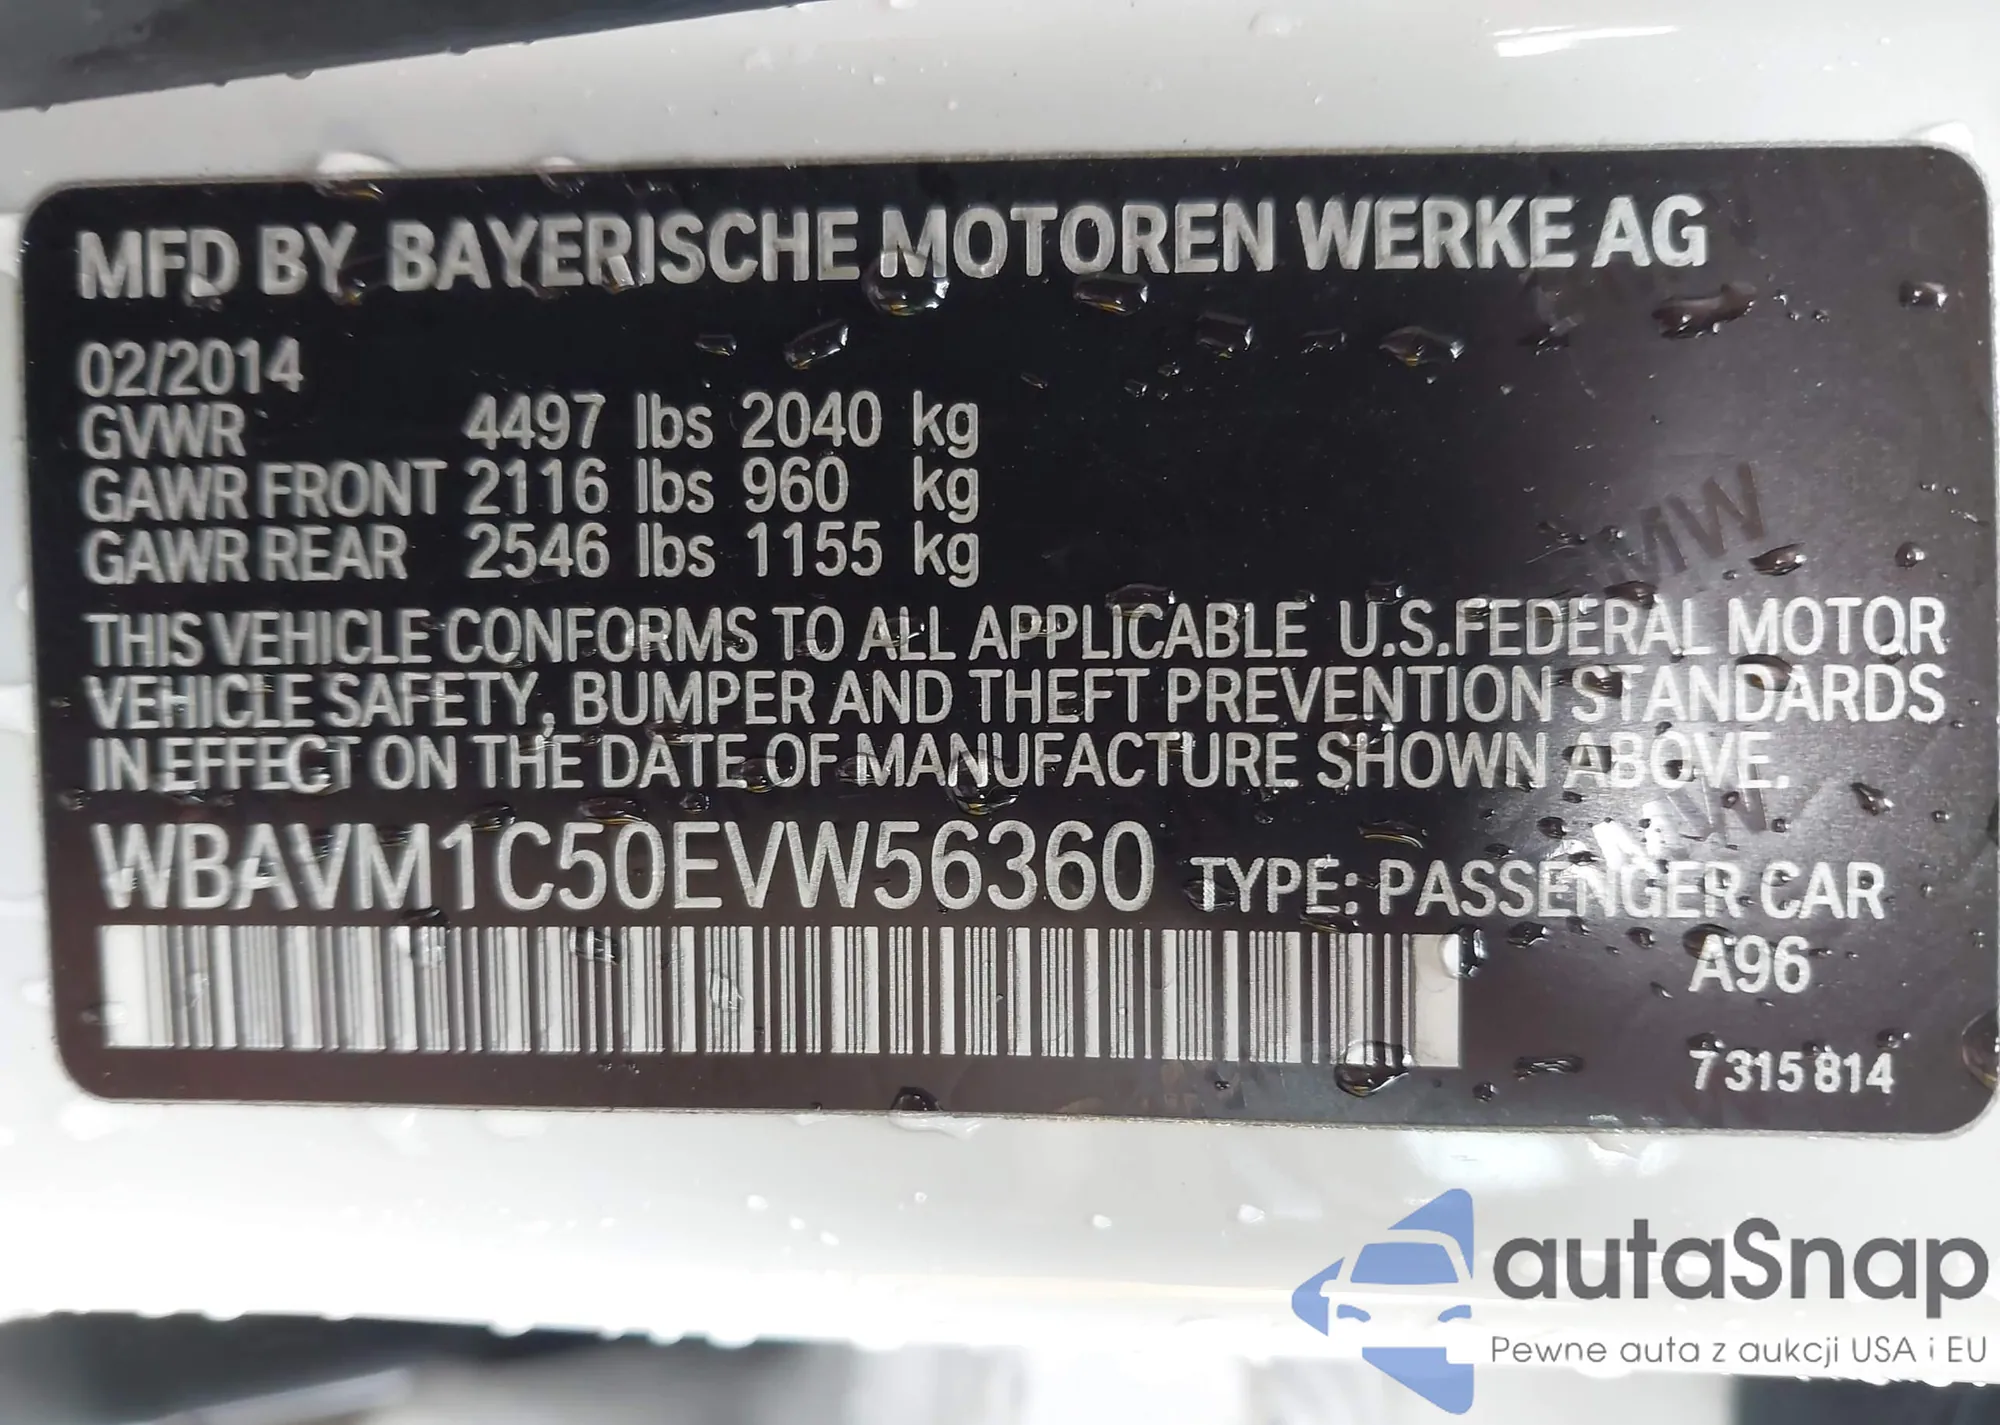 MFD BY BAYERISCHE MOTOREN WERKE AG
02/2014
GVWR 4497 lbs 2040 kg
GAWR FRONT 2116 lbs 960 kg
GAWR REAR 2546 lbs 1155 kg
THIS VEHICLE CONFORMS TO ALL APPLICABLE U.S.FEDERAL MOTOR
VEHICLE SAFETY, BUMPER AND THEFT PREVENTION STANDARDS
IN EFFECT ON THE DATE OF MANUFACTURE SHOWN ABOVE.
WBAVM1C50EVW56360 TYPE: PASSENGER CAR
A96
7 315 814
autaSnap
Pewne auta z aukcji USA i EU